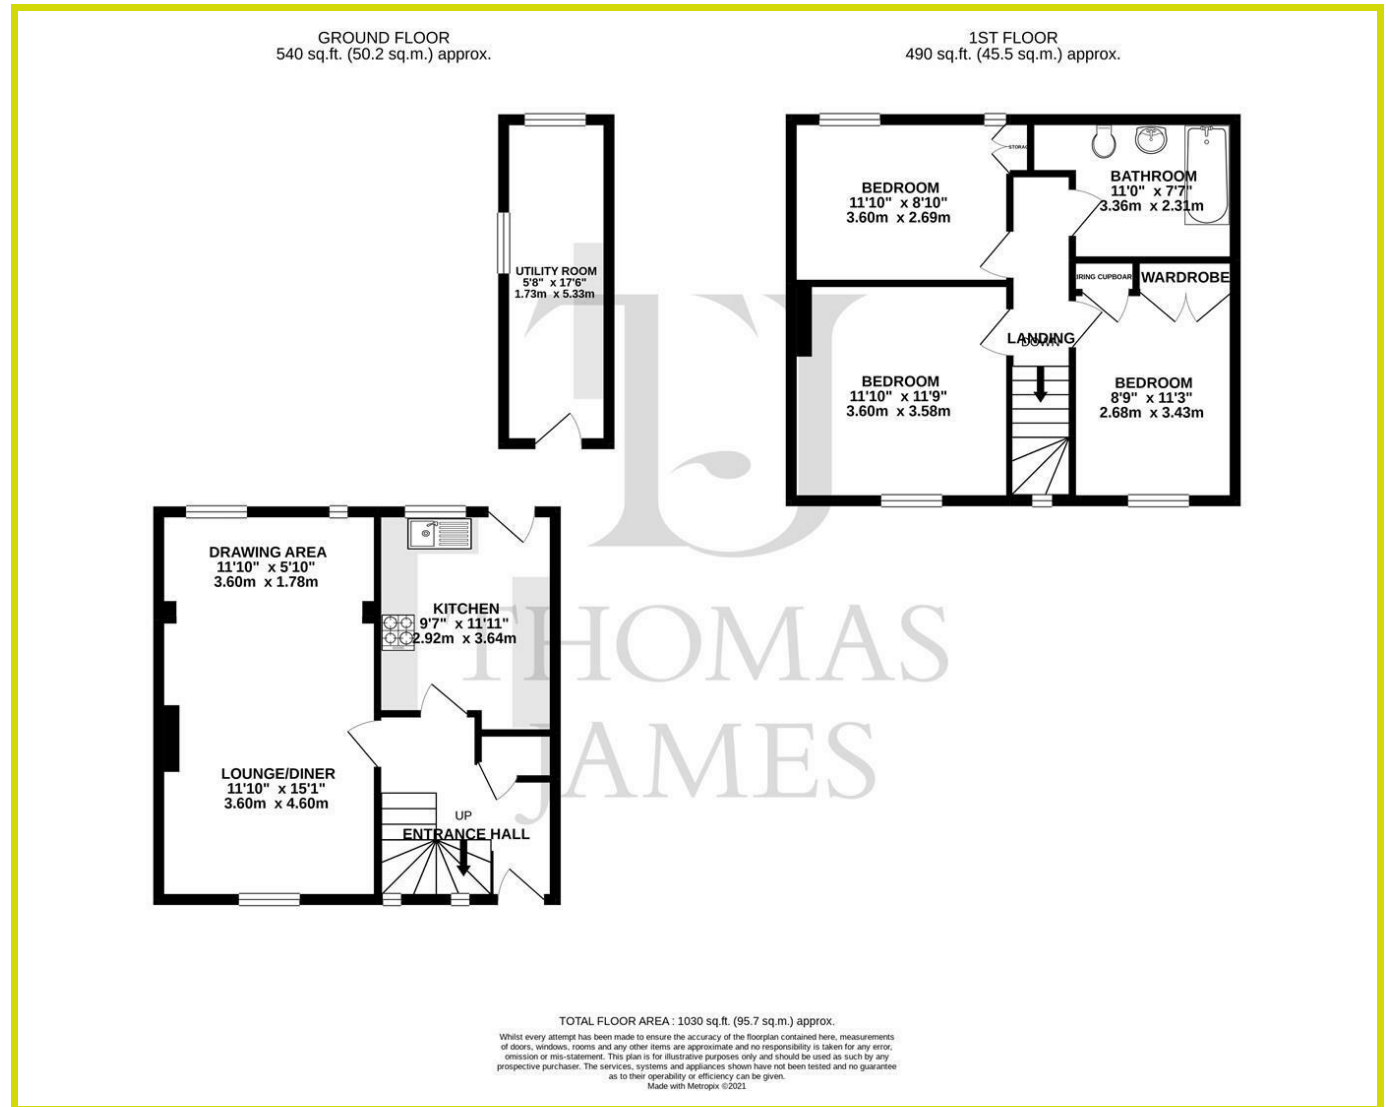 GROUND FLOOR
540 sq.ft. (50.2 sq.m.) approx.
1ST FLOOR
490 sq.ft. (45.5 sq.m.) approx.
UTILITY ROOM
5'8" x 17'6"
1.73m x 5.33m
BEDROOM
11'10" x 8'10"
3.60m x 2.69m
STORAG
BATHROOM
11'0" x 7'7"
3.36m x 2.31m
IRING CUPBOAR
WARDROBE
LANDING
DOWN
BEDROOM
11'10" x 11'9"
3.60m x 3.58m
BEDROOM
8'9" x 11'3"
2.68m x 3.43m
DRAWING AREA
11'10" x 5'10"
3.60m x 1.78m
KITCHEN
9'7" x 11'11"
2.92m x 3.64m
LOUNGE/DINER
11'10" x 15'1"
3.60m x 4.60m
UP
ENTRANCE HALL
TJ
THOMAS
JAMES
TOTAL FLOOR AREA : 1030 sq.ft. (95.7 sq.m.) approx.
Whilst every attempt has been made to ensure the accuracy of the floorplan contained here, measurements
of doors, windows, rooms and any other items are approximate and no responsibility is taken for any error,
omission or mis-statement. This plan is for illustrative purposes only and should be used as such by any
prospective purchaser. The services, systems and appliances shown have not been tested and no guarantee
as to their operability or efficiency can be given.
Made with Metropix ©2021